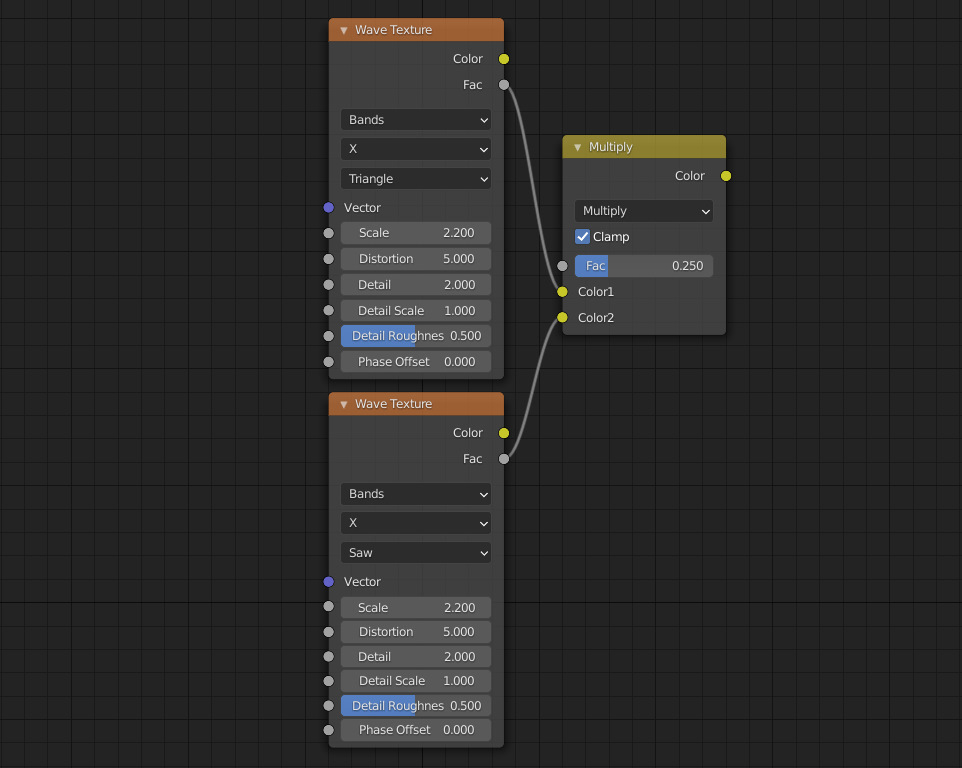 Wave Texture
Color
Fac
Bands
X
Triangle
Vector
Scale 2.200
Distortion 5.000
Detail 2.000
Detail Scale 1.000
Detail Roughnes 0.500
Phase Offset 0.000
Multiply
Color
Multiply
Clamp
Fac 0.250
Color1
Color2
Wave Texture
Color
Fac
Bands
X
Saw
Vector
Scale 2.200
Distortion 5.000
Detail 2.000
Detail Scale 1.000
Detail Roughnes 0.500
Phase Offset 0.000